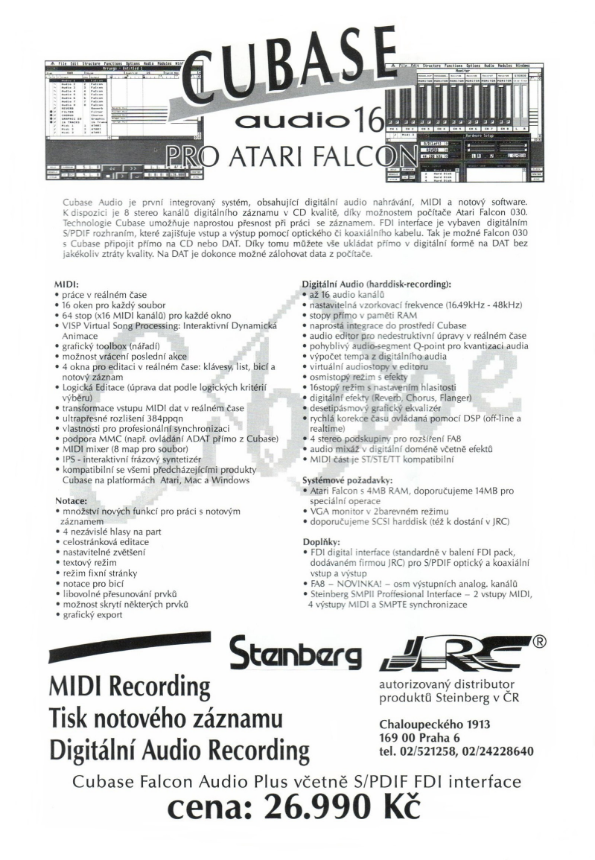 CUBASE
audio 16
PRO ATARI FALCON
Cubase Audio je první integrovaný systém, obsahující digitální audio nahrávání, MIDI a notový software.
K dispozici je 8 stereo kanálů digitálního záznamu v CD kvalitě, díky možnostem počítače Atari Falcon 030.
Technologie Cubase umožňuje naprostou přesnost při práci se záznamem. FDI interface je vybaven digitálním
S/PDIF rozhraním, které zajišťuje vstup a výstup pomocí optického či koaxiálního kabelu. Tak je možné Falcon 030
s Cubase připojit přímo na CD nebo DAT. Díky tomu můžete vše ukládat přímo v digitální formě na DAT bez
jakékoliv ztráty kvality. Na DAT je dokonce možné zálohovat data z počítače.
MIDI:
• práce v reálném čase
• 16 oken pro každý soubor
• 64 stop (x16 MIDI kanálů) pro každé okno
• VISP Virtual Song Processing: Interaktivní Dynamická
Animace
• grafický toolbox (nářadí)
• možnost vrácení poslední akce
• 4 okna pro editaci v reálném čase: klávesy, list, bicí a
notový záznam
• Logická Editace (úprava dat podle logických kritérií
výběru)
• transformace vstupu MIDI dat v reálném čase
• ultrapřesné rozlišení 384ppqn
• vlastnosti pro profesionální synchronizaci
• podpora MMC (např. ovládání ADAT přímo z Cubase)
• MIDI mixer (8 map pro soubor)
• IPS - interaktivní frázový syntetizér
• kompatibilní se všemi předcházejícími produkty
Cubase na platformách Atari, Mac a Windows
Notace:
• množství nových funkcí pro práci s notovým
záznamem
• 4 nezávislé hlasy na part
• celostránková editace
• nastavitelné zvětšení
• textový režim
• režim fixní stránky
• notace pro bicí
• libovolné přesunování prvků
• možnost skrytí některých prvků
• grafický export
Digitální Audio (harddisk-recording):
• až 16 audio kanálů
• nastavitelná vzorkovací frekvence (16.49kHz - 48kHz)
• stopy přímo v paměti RAM
• naprostá integrace do prostředí Cubase
• audio editor pro nedestruktivní úpravy v reálném čase
• pohyblivý audio-segment Q-point pro kvantizaci audia
• výpočet tempa z digitálního audia
• virtuální audiostopy v editoru
• osmistopý režim s efekty
• 16stopý režim s nastavením hlasitosti
• digitální efekty (Reverb, Chorus, Flanger)
• desetipásmový grafický ekvalizér
• rychlá korekce času ovládaná pomocí DSP (off-line a
realtime)
• 4 stereo podskupiny pro rozšíření FA8
• audio mixáž v digitální doméně včetně efektů
• MIDI část je ST/STE/TT kompatibilní
Systémové požadavky:
• Atari Falcon s 4MB RAM, doporučujeme 14MB pro
speciální operace
• VGA monitor v 2barevném režimu
• doporučujeme SCSI harddisk (též k dostání v JRC)
Doplňky:
• FDI digital interface (standardně v balení FDI pack,
dodávaném firmou JRC) pro S/PDIF optický a koaxiální
vstup a výstup
• FA8 – NOVINKA! – osm výstupních analog. kanálů
• Steinberg SMPII Proffesional Interface – 2 vstupy MIDI,
4 výstupy MIDI a SMPTE synchronizace
Steinberg
JRC®
MIDI Recording
Tisk notového záznamu
Digitální Audio Recording
autorizovaný distributor
produktů Steinberg v ČR
Chaloupeckého 1913
169 00 Praha 6
tel. 02/521258, 02/24228640
Cubase Falcon Audio Plus včetně S/PDIF FDI interface
cena: 26.990 Kč